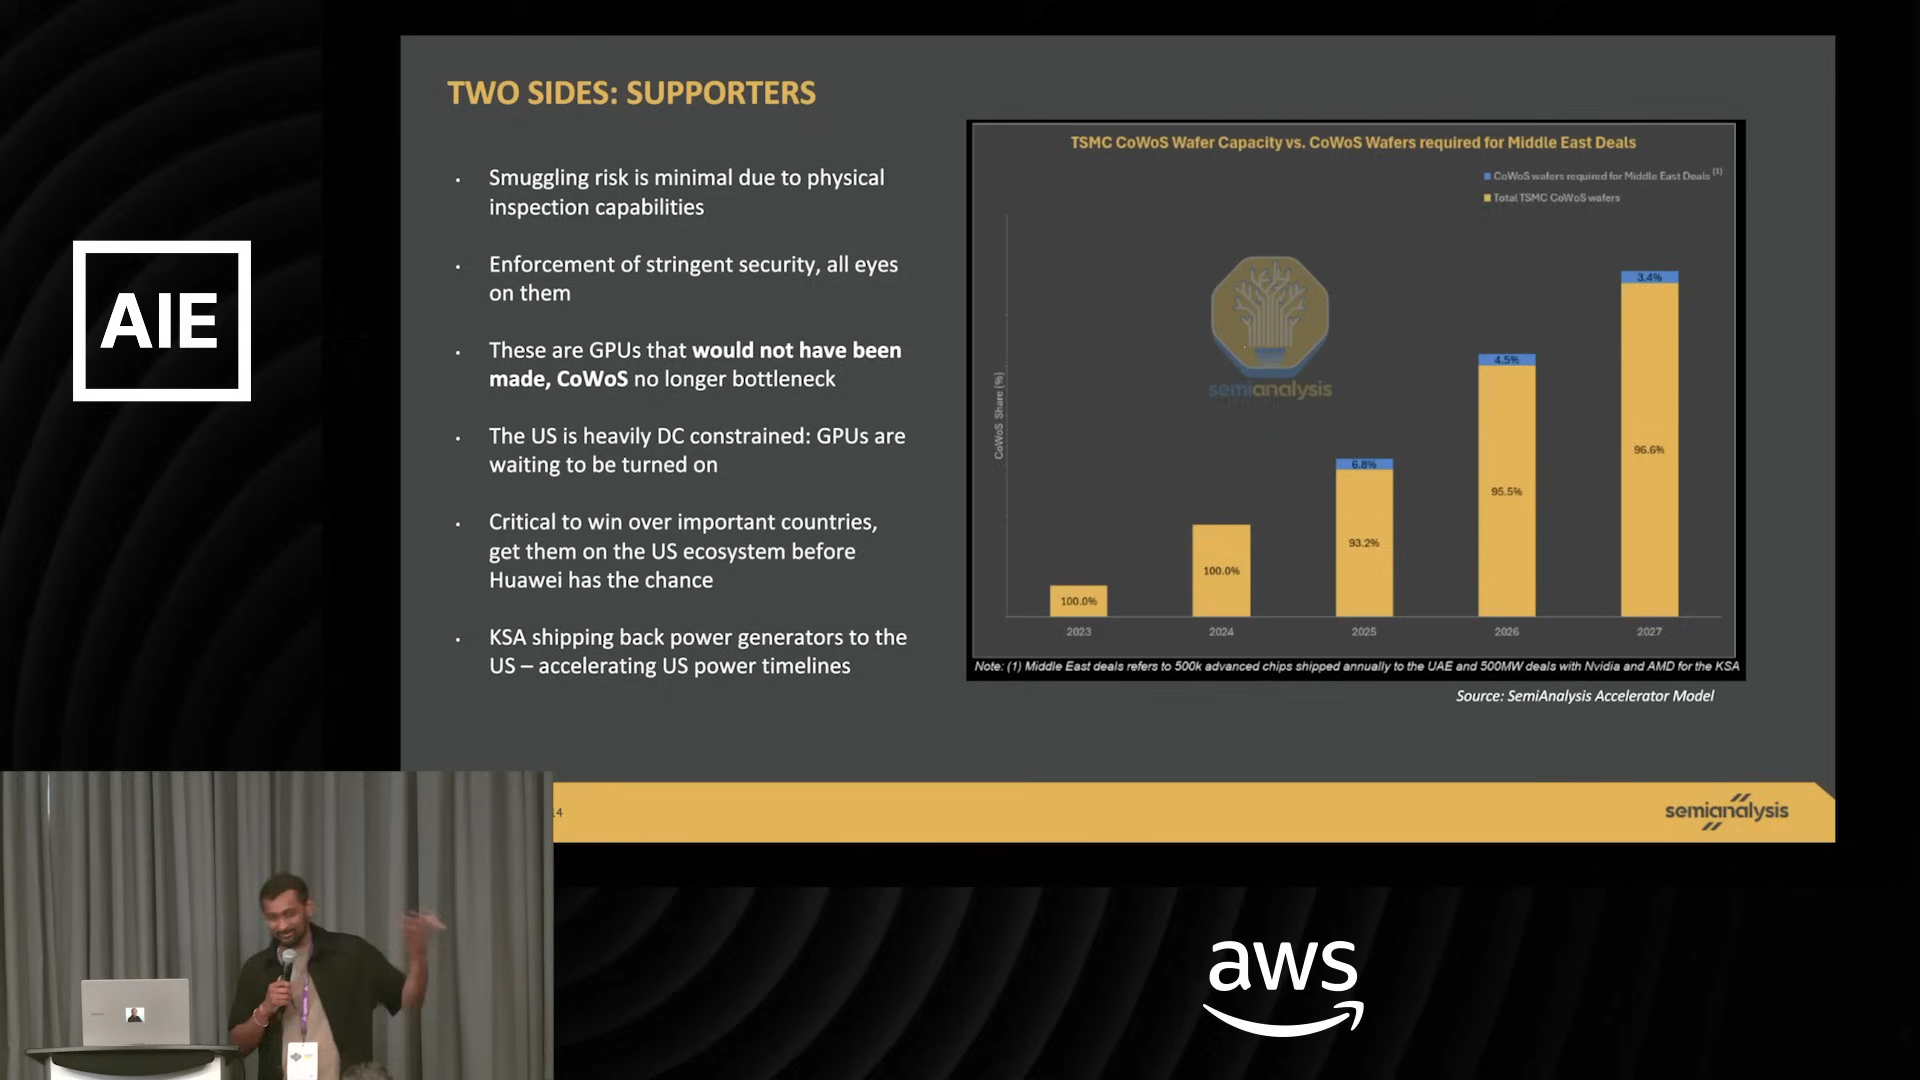 TWO SIDES: SUPPORTERS
• Smuggling risk is minimal due to physical
inspection capabilities
• Enforcement of stringent security, all eyes
on them
• These are GPUs that would not have been
made, CoWoS no longer bottleneck
• The US is heavily DC constrained: GPUs are
waiting to be turned on
• Critical to win over important countries,
get them on the US ecosystem before
Huawei has the chance
• KSA shipping back power generators to the
US – accelerating US power timelines
TSMC CoWoS Wafer Capacity vs. CoWoS Wafers required for Middle East Deals
CoWoS wafers required for Middle East Deals (1)
Total TSMC CoWoS wafers
semianalysis
CoWoS Share (%)
100.0%
100.0%
6.8%
93.2%
4.5%
95.5%
3.4%
96.6%
2023 2024 2025 2026 2027
Note: (1) Middle East deals refers to 500k advanced chips shipped annually to the UAE and 500MW deals with Nvidia and AMD for the KSA
Source: SemiAnalysis Accelerator Model
semianalysis
AIE
aws